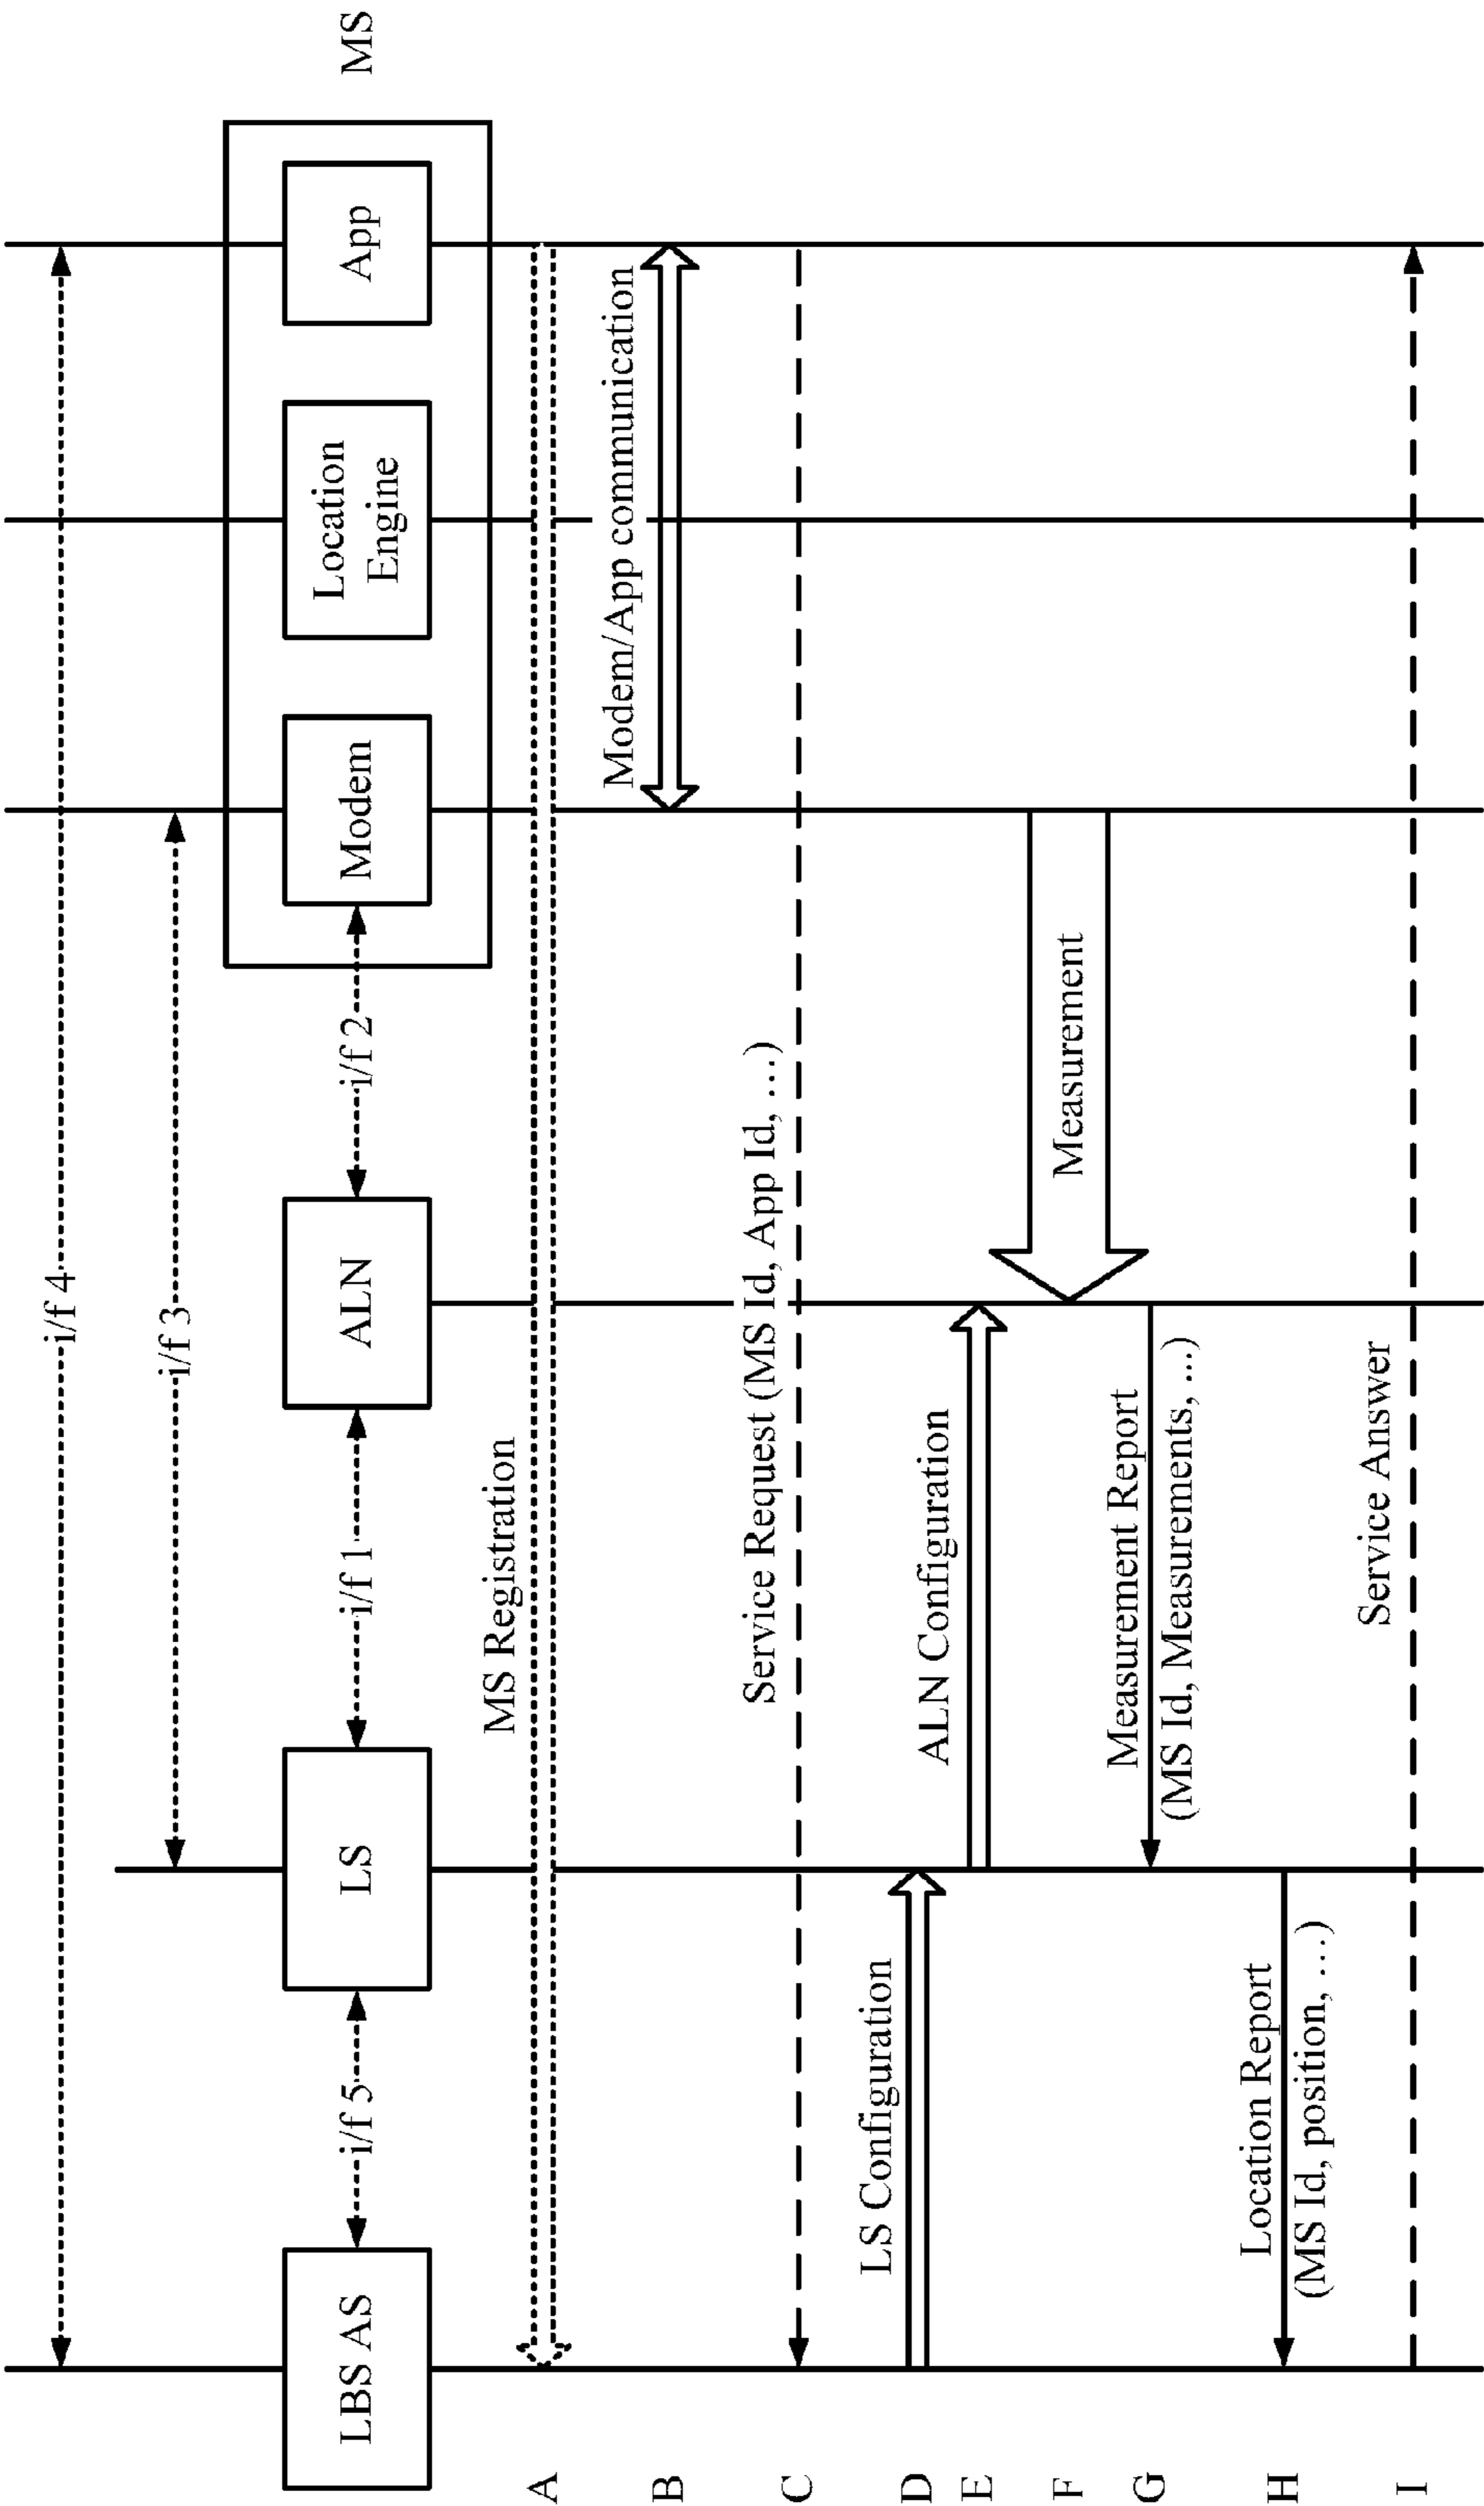 i/f 4
i/f 3
MS
LBS AS
i/f 5
LS
i/f 1
ALN
i/f 2
Modem
Location
Engine
App
MS Registration
A
Modem/App communication
B
Service Request (MS Id, App Id, …)
C
LS Configuration
D
ALN Configuration
E
Measurement
F
Measurement Report
(MS Id, Measurements, …)
G
Location Report
(MS Id, position, …)
H
Service Answer
I